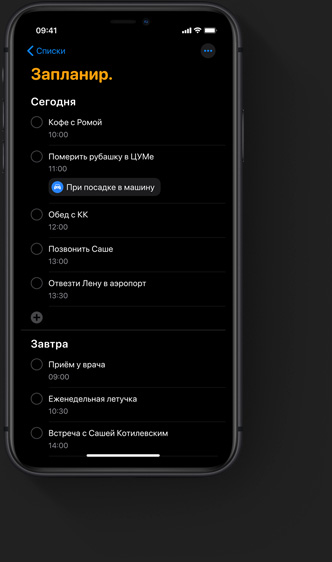 09:41
Списки
Запланир.
Сегодня
Кофе с Ромой
10:00
Померить рубашку в ЦУМе
11:00
При посадке в машину
Обед с КК
12:00
Позвонить Саше
13:00
Отвезти Лену в аэропорт
13:30
Завтра
Приём у врача
09:00
Еженедельная летучка
10:30
Встреча с Сашей Котилевским
14:00